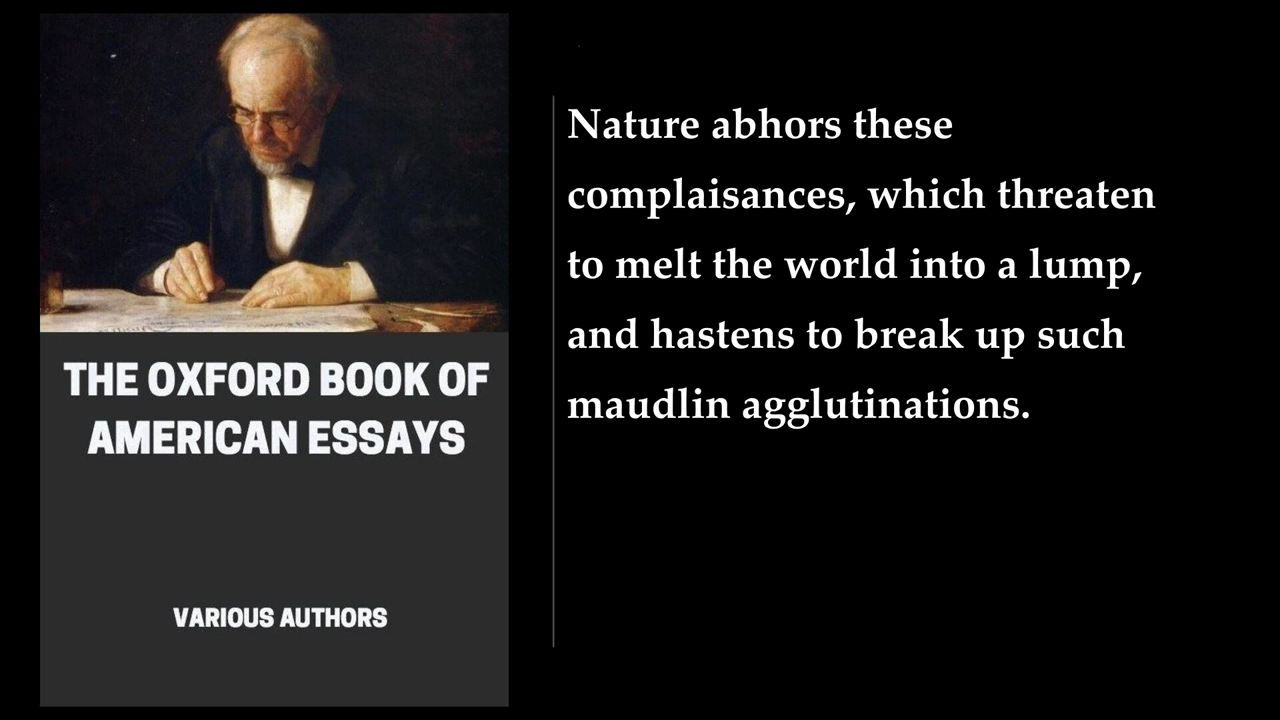 THE OXFORD BOOK OF
AMERICAN ESSAYS
VARIOUS AUTHORS
Nature abhors these
complaisances, which threaten
to melt the world into a lump,
and hastens to break up such
maudlin agglutinations.